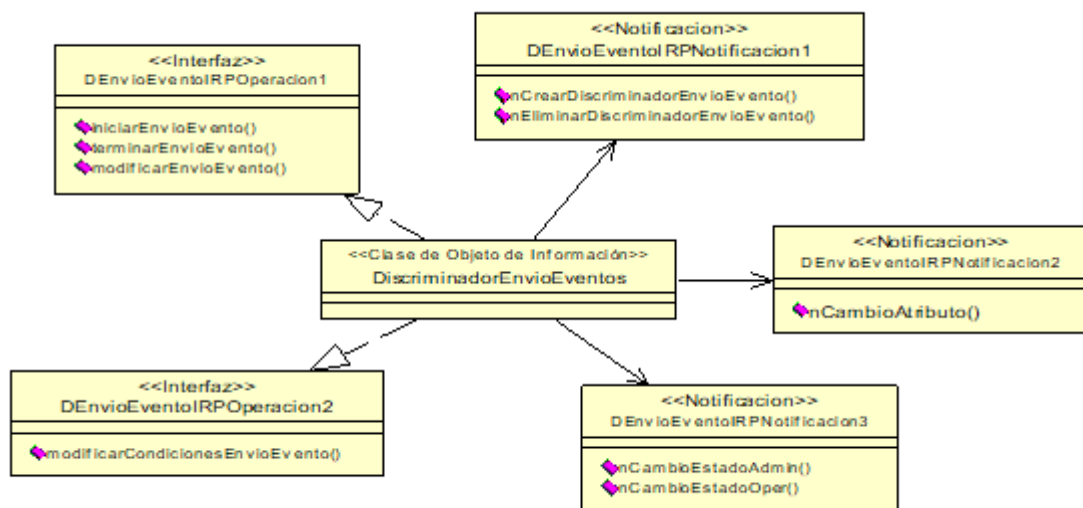 <<Interfaz>>
DEnvioEventoIRPOperacion1
iniciarEnvioEvento()
terminarEnvioEvento()
modificarEnvioEvento()
<<Notificacion>>
DEnvioEventoIRPNotificacion1
nCrearDiscriminadorEnvioEvento()
nEliminarDiscriminadorEnvioEvento()
<<Clase de Objeto de Información>>
DiscriminadorEnvioEventos
<<Notificacion>>
DEnvioEventoIRPNotificacion2
nCambioAtributo()
<<Interfaz>>
DEnvioEventoIRPOperacion2
modificarCondicionesEnvioEvento()
<<Notificacion>>
DEnvioEventoIRPNotificacion3
nCambioEstadoAdmin()
nCambioEstadoOper()